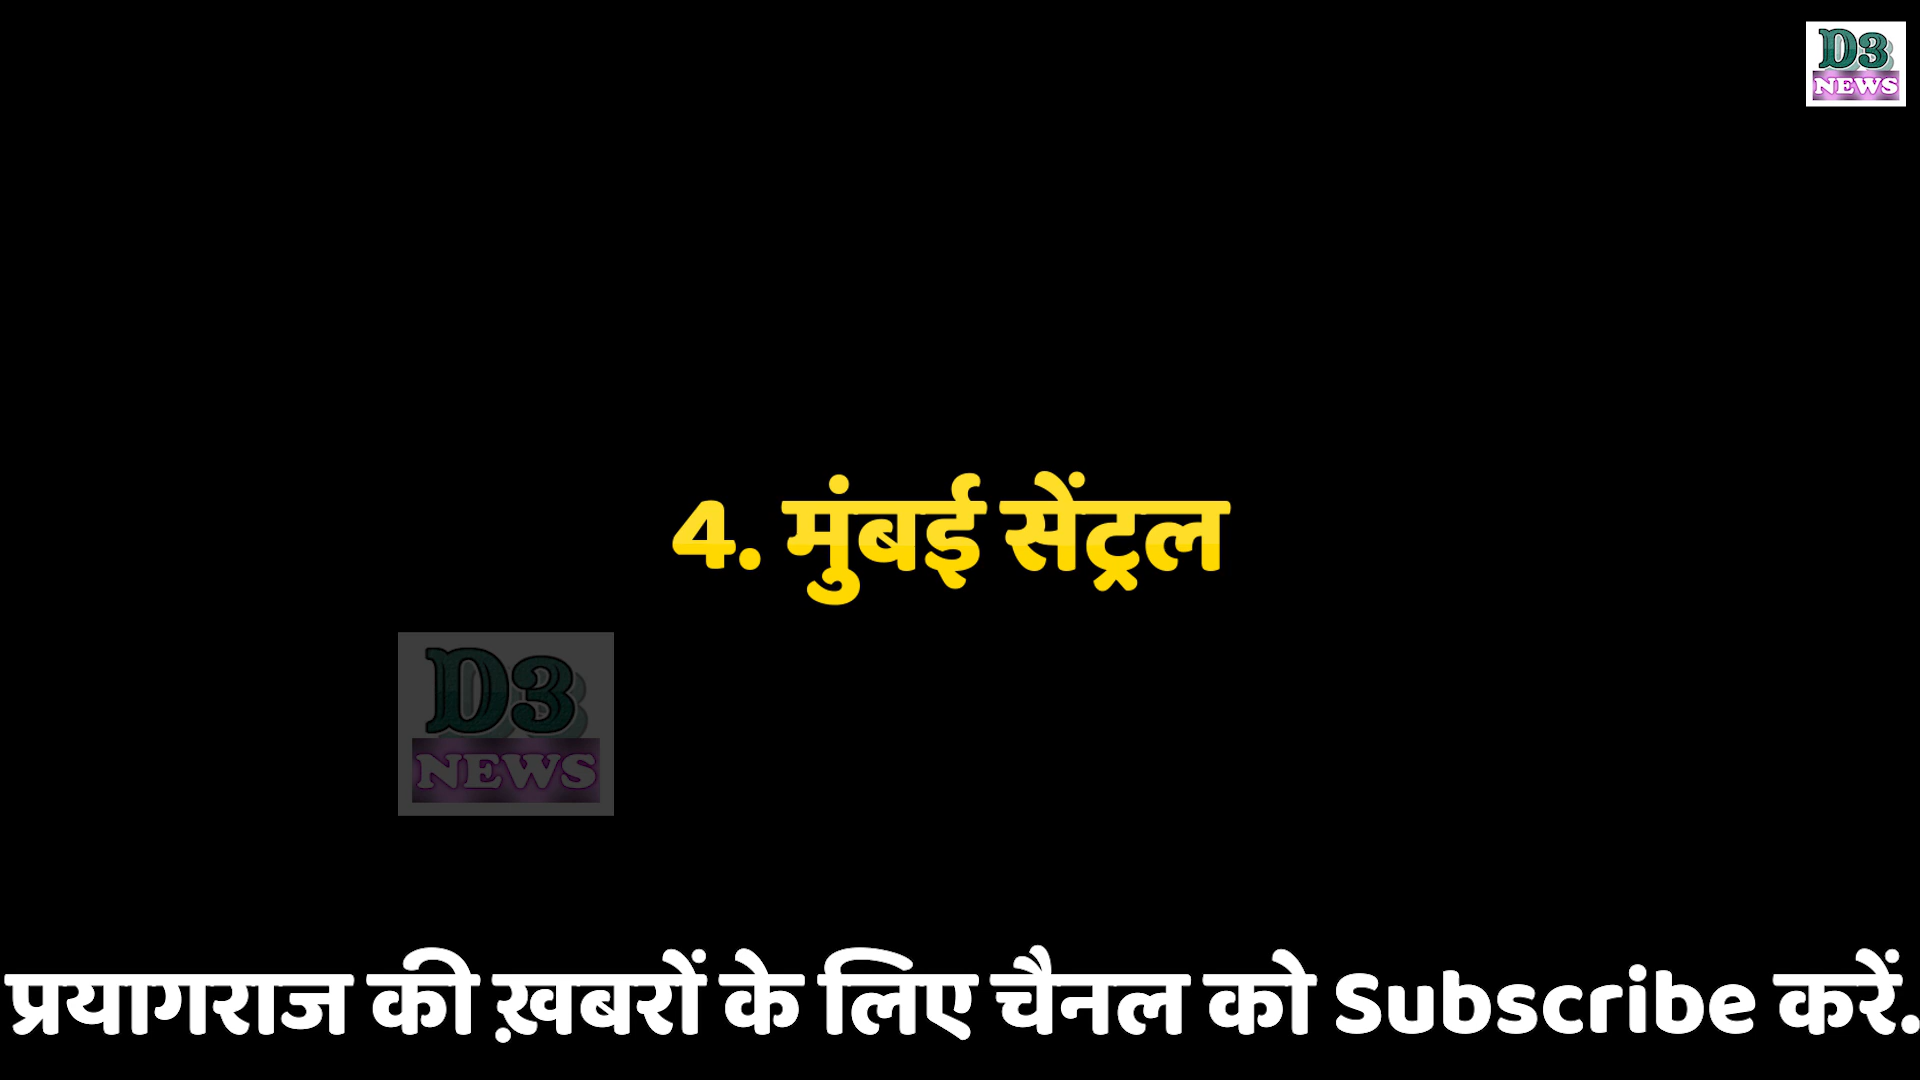 D3
NEWS
4. मुंबई सेंट्रल
D3
NEWS
प्रयागराज की ख़बरों के लिए चैनल को Subscribe करें.